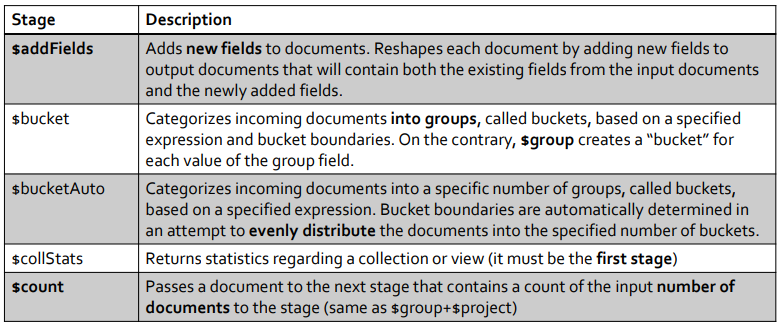 Stage Description
$addFields Adds new fields to documents. Reshapes each document by adding new fields to
output documents that will contain both the existing fields from the input documents
and the newly added fields.
$bucket Categorizes incoming documents into groups, called buckets, based on a specified
expression and bucket boundaries. On the contrary, $group creates a “bucket” for
each value of the group field.
$bucketAuto Categorizes incoming documents into a specific number of groups, called buckets,
based on a specified expression. Bucket boundaries are automatically determined in
an attempt to evenly distribute the documents into the specified number of buckets.
$collStats Returns statistics regarding a collection or view (it must be the first stage)
$count Passes a document to the next stage that contains a count of the input number of
documents to the stage (same as $group+$project)